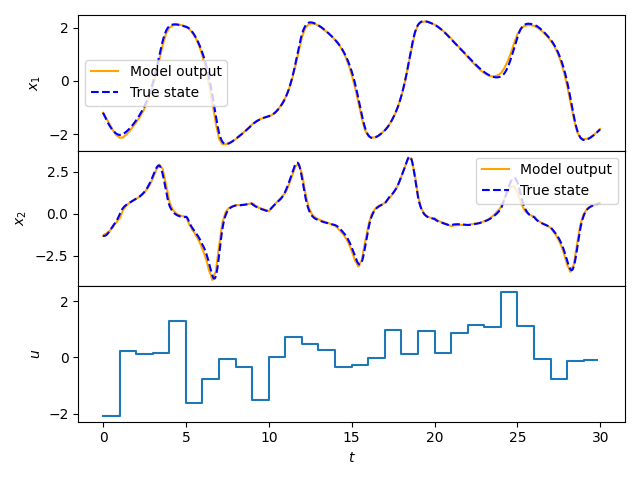 2
0
−2
x₁
Model output
True state
2.5
0.0
−2.5
x₂
Model output
True state
2
0
−2
u
0 5 10 15 20 25 30
t